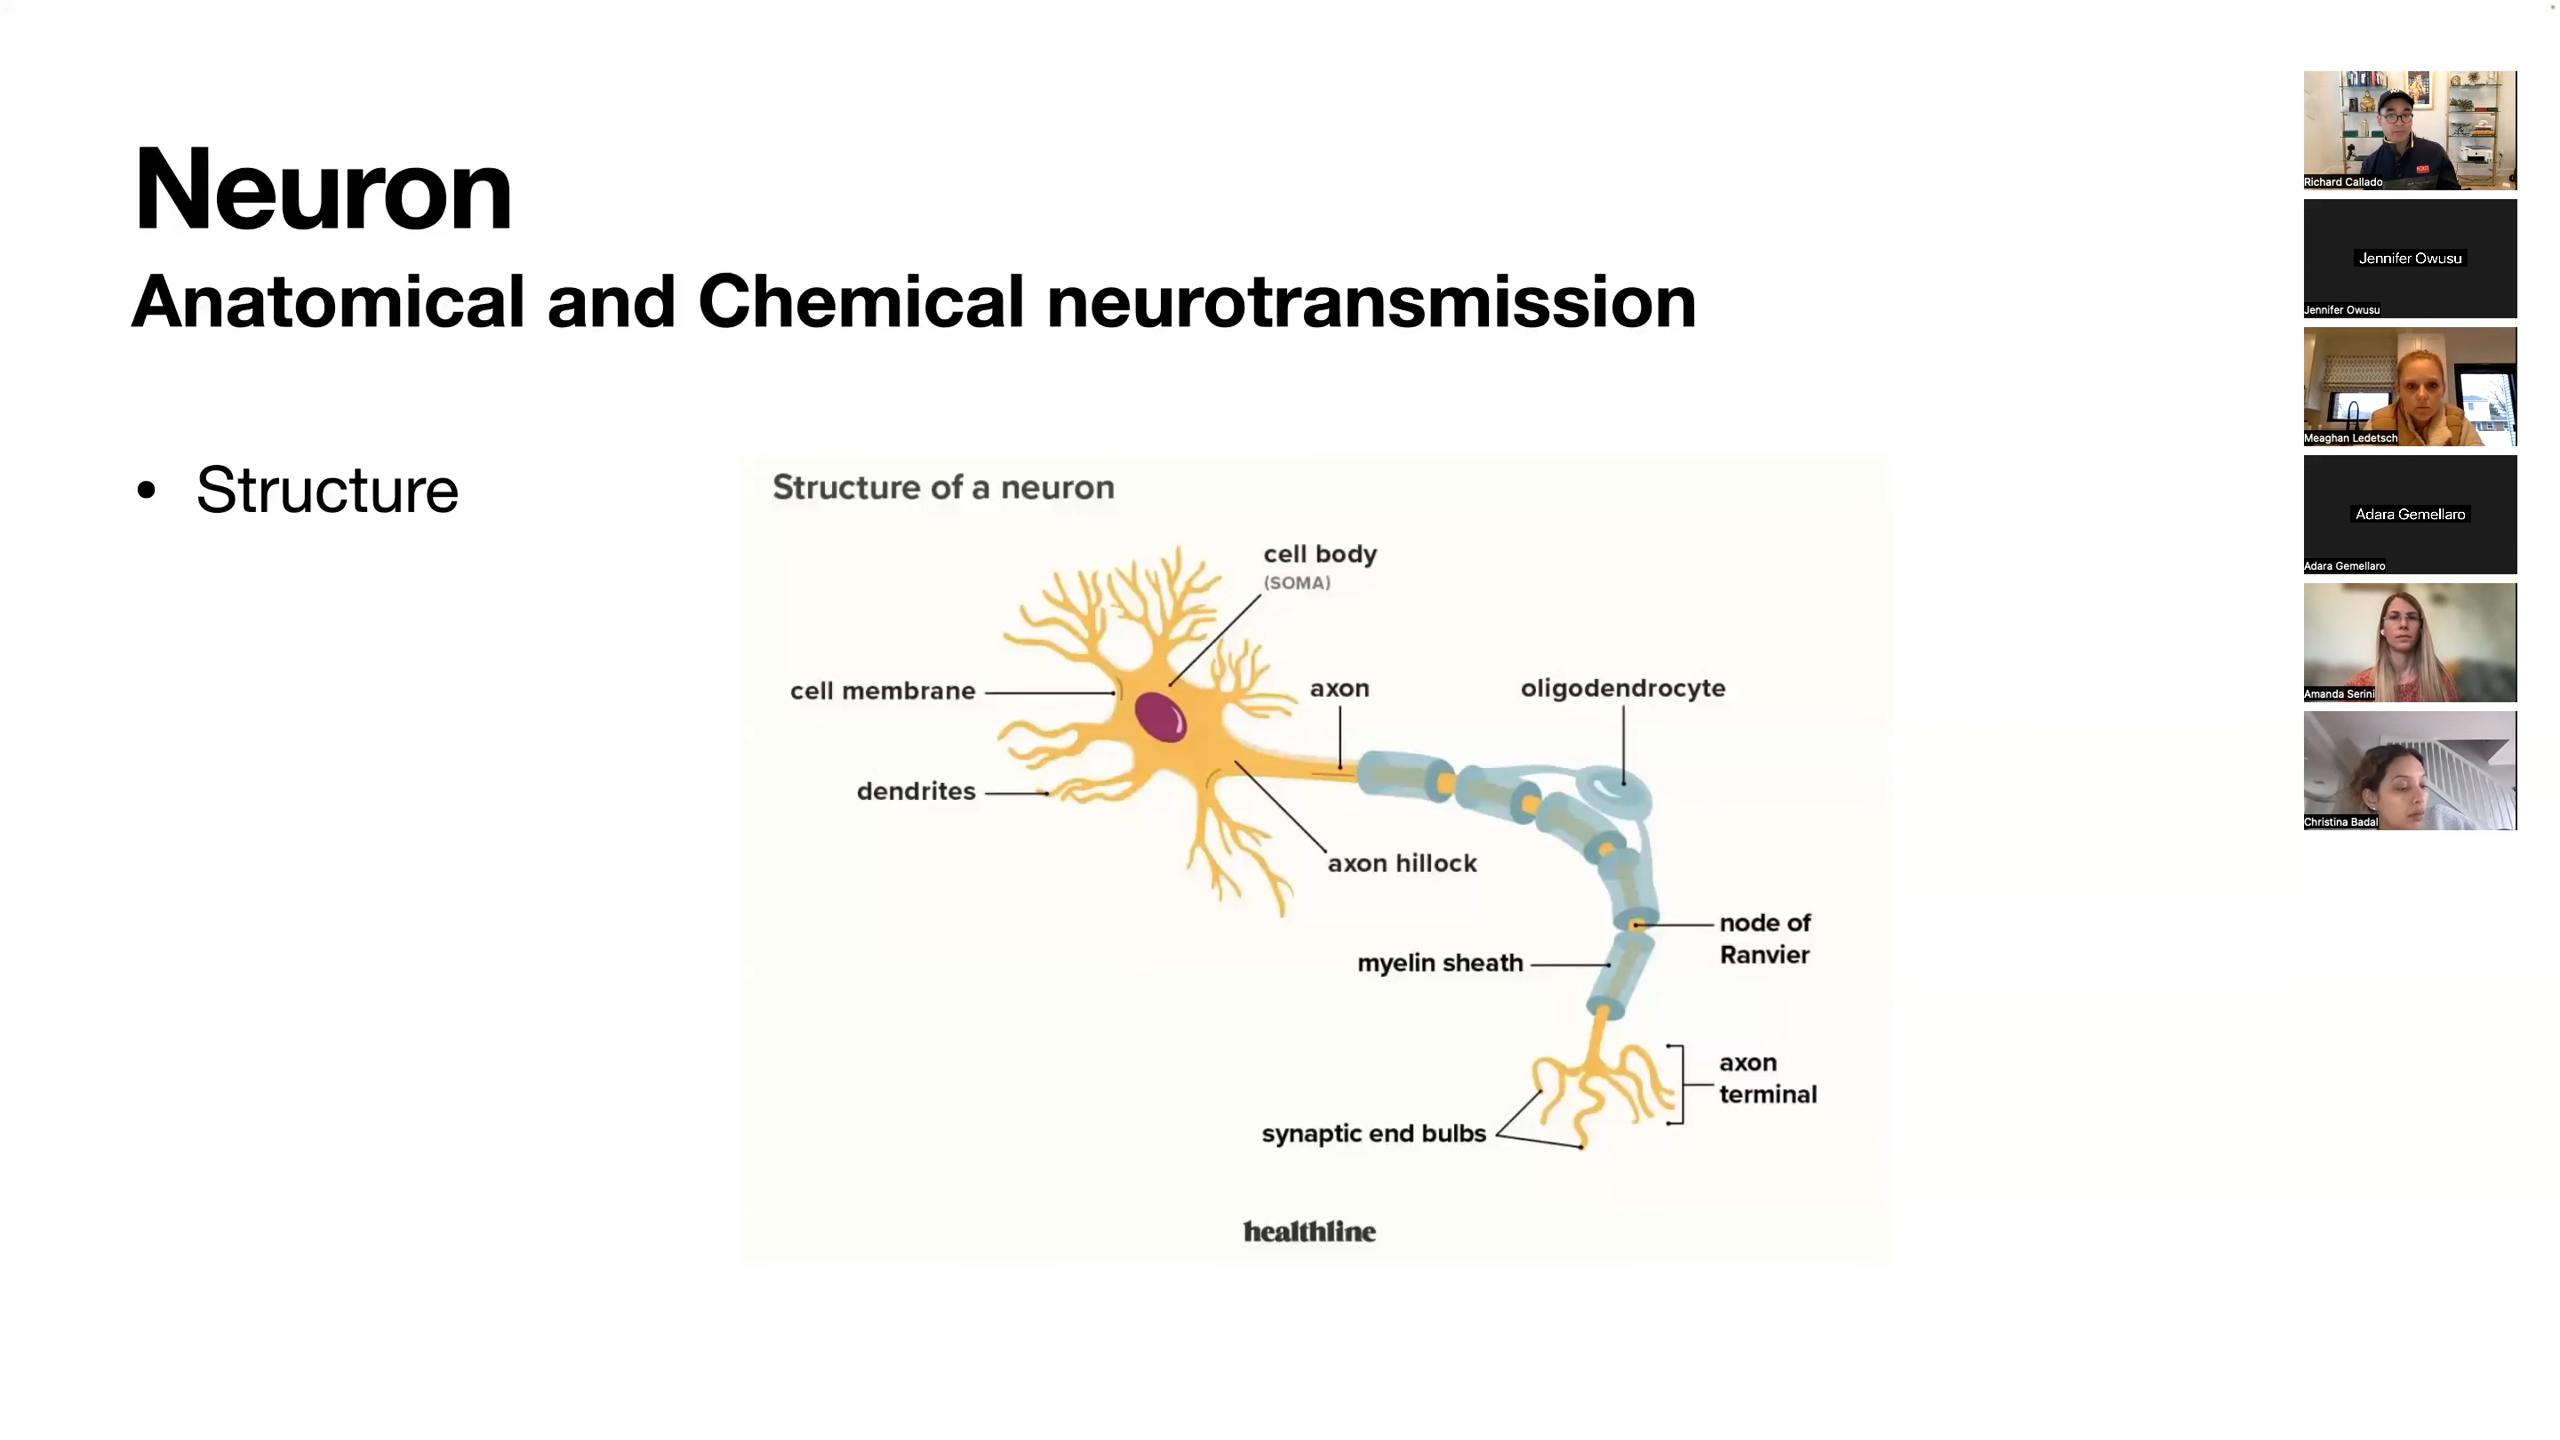 Neuron
Anatomical and Chemical neurotransmission
• Structure
Structure of a neuron
cell body
(SOMA)
cell membrane
axon
oligodendrocyte
dendrites
axon hillock
node of
Ranvier
myelin sheath
axon
terminal
synaptic end bulbs
healthline
Richard Callado
Jennifer Owusu
Jennifer Owusu
Meaghan Ledetsch
Adara Gemellaro
Adara Gemellaro
Amanda Serini
Christina Badal